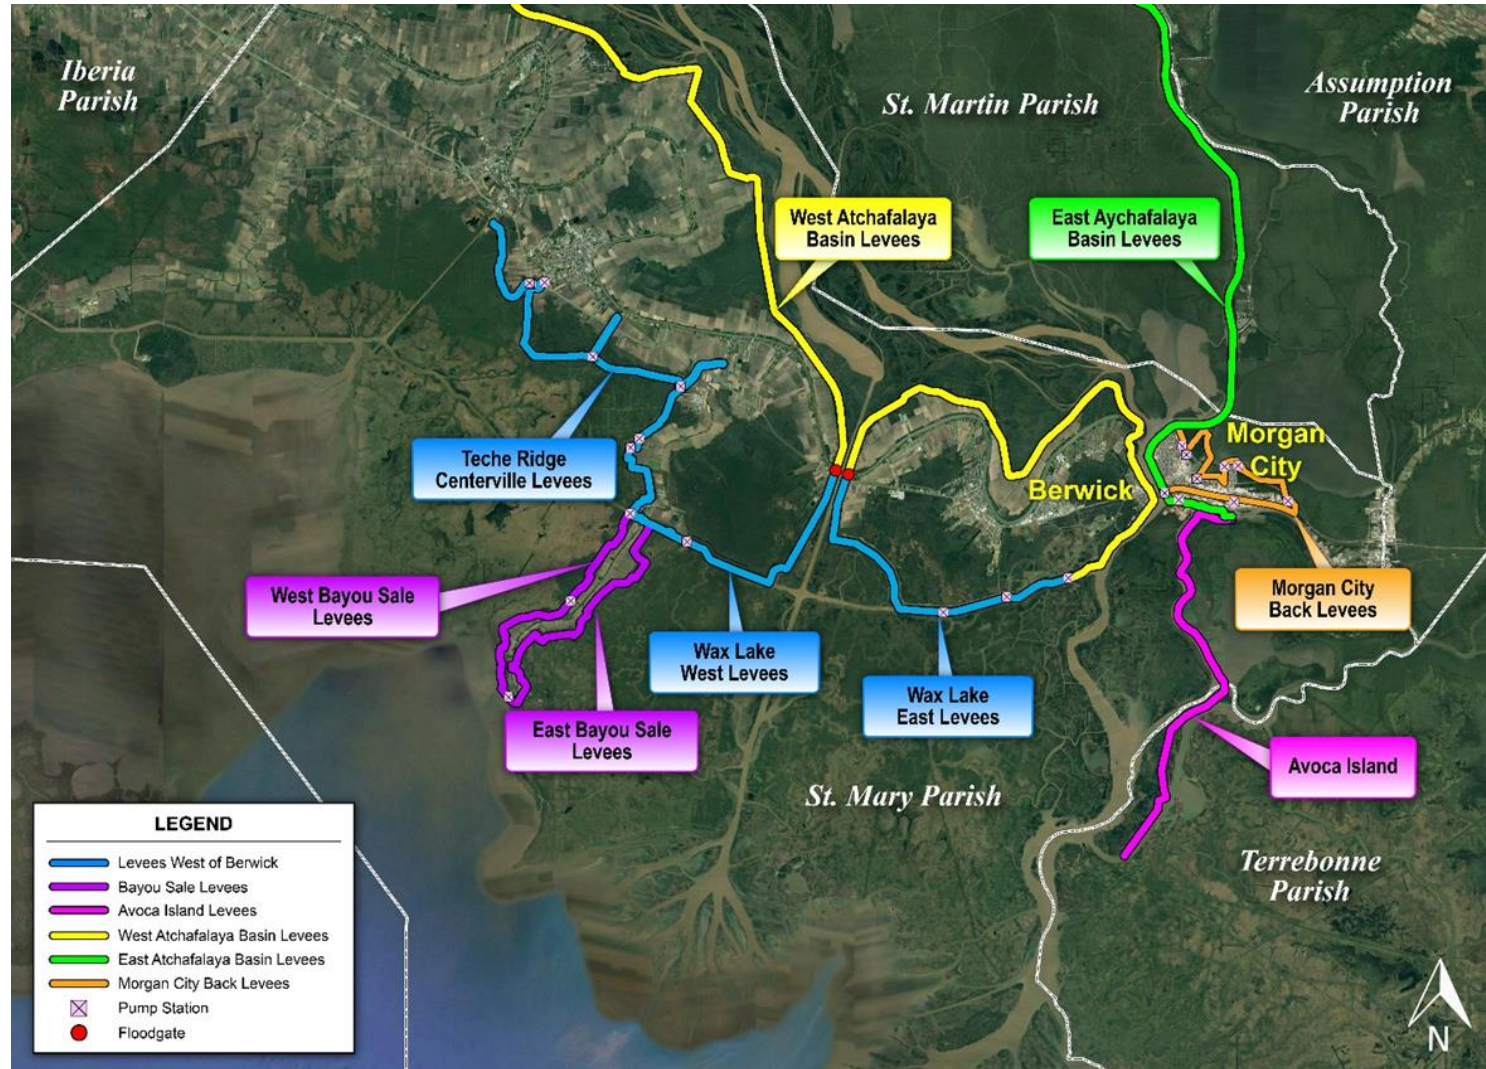 Iberia
Parish
St. Martin Parish
Assumption
Parish
West Atchafalaya
Basin Levees
East Aychafalaya
Basin Levees
Teche Ridge
Centerville Levees
Morgan
City
Berwick
West Bayou Sale
Levees
Morgan City
Back Levees
Wax Lake
West Levees
Wax Lake
East Levees
East Bayou Sale
Levees
Avoca Island
St. Mary Parish
Terrebonne
Parish
LEGEND
Levees West of Berwick
Bayou Sale Levees
Avoca Island Levees
West Atchafalaya Basin Levees
East Atchafalaya Basin Levees
Morgan City Back Levees
Pump Station
Floodgate
N